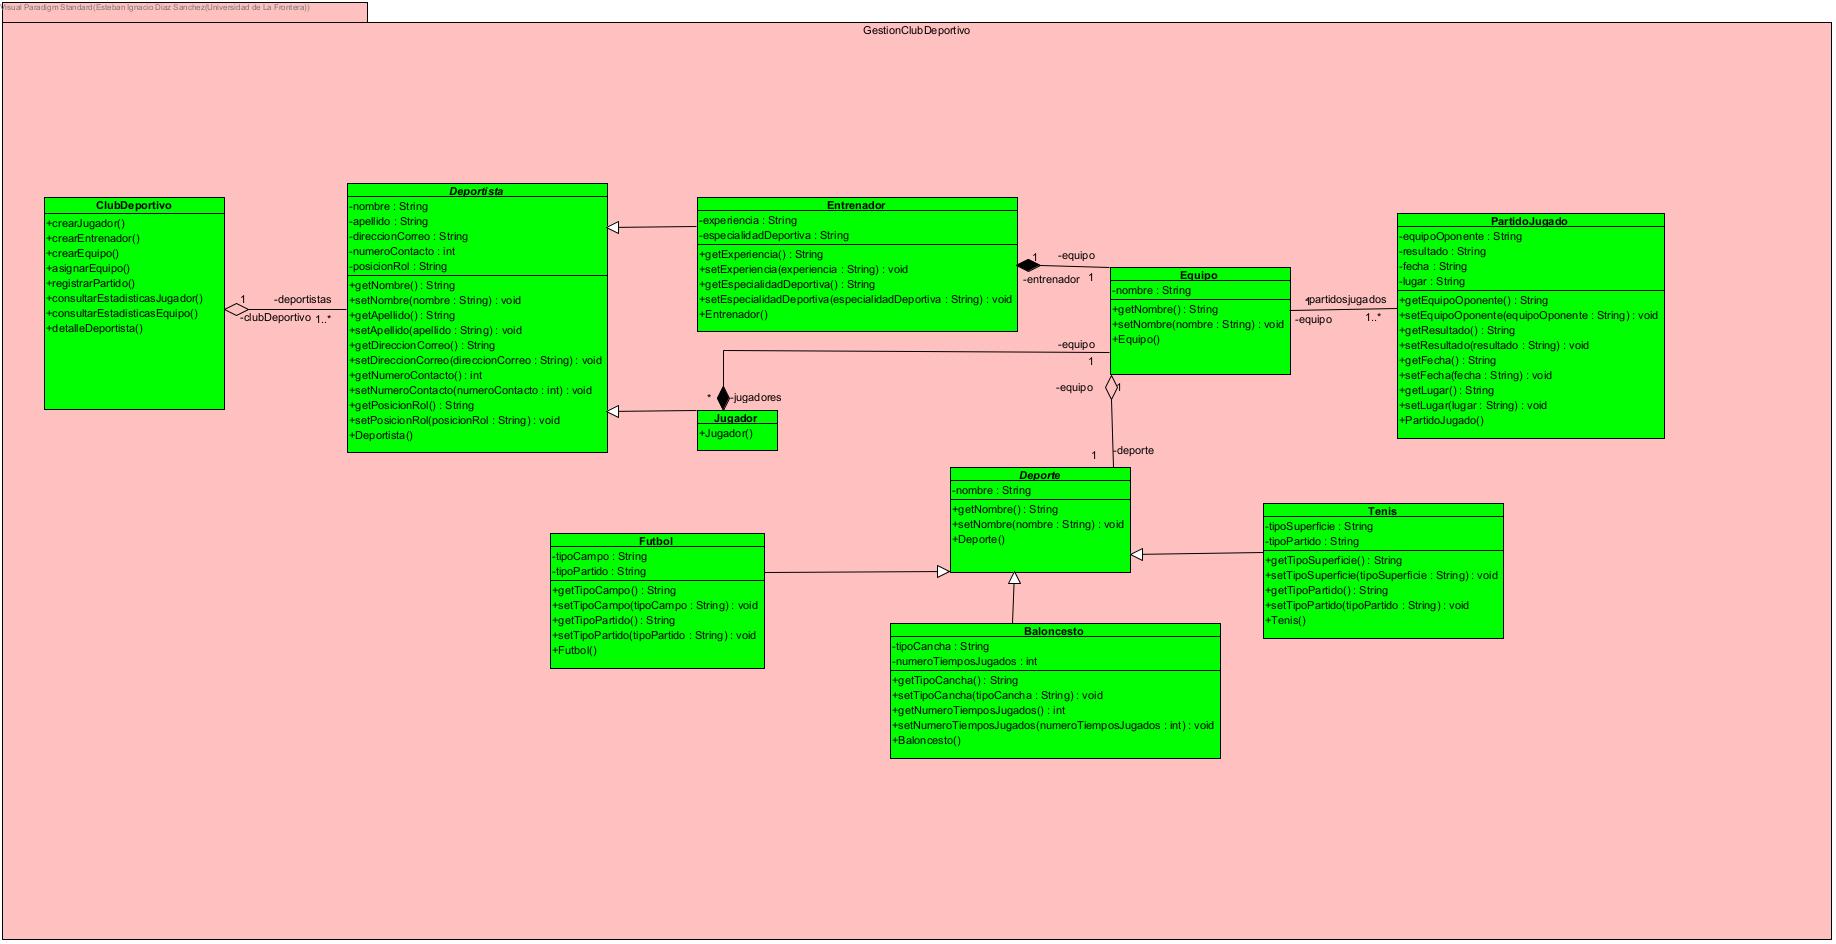 Visual Paradigm Standard(Esteban Ignacio Diaz Sanchez(Universidad de La Frontera))
GestionClubDeportivo
ClubDeportivo
+crearJugador()
+crearEntrenador()
+crearEquipo()
+asignarEquipo()
+registrarPartido()
+consultarEstadisticasJugador()
+consultarEstadisticasEquipo()
+detalleDeportista()
1
-deportistas
-clubDeportivo
1..*
Deportista
-nombre : String
-apellido : String
-direccionCorreo : String
-numeroContacto : int
-posicionRol : String
+getNombre() : String
+setNombre(nombre : String) : void
+getApellido() : String
+setApellido(apellido : String) : void
+getDireccionCorreo() : String
+setDireccionCorreo(direccionCorreo : String) : void
+getNumeroContacto() : int
+setNumeroContacto(numeroContacto : int) : void
+getPosicionRol() : String
+setPosicionRol(posicionRol : String) : void
+Deportista()
Entrenador
-experiencia : String
-especialidadDeportiva : String
+getExperiencia() : String
+setExperiencia(experiencia : String) : void
+getEspecialidadDeportiva() : String
+setEspecialidadDeportiva(especialidadDeportiva : String) : void
+Entrenador()
1
-equipo
-entrenador
1
Equipo
-nombre : String
+getNombre() : String
+setNombre(nombre : String) : void
+Equipo()
1
-partidosjugados
-equipo
1..*
PartidoJugado
-equipoOponente : String
-resultado : String
-fecha : String
-lugar : String
+getEquipoOponente() : String
+setEquipoOponente(equipoOponente : String) : void
+getResultado() : String
+setResultado(resultado : String) : void
+getFecha() : String
+setFecha(fecha : String) : void
+getLugar() : String
+setLugar(lugar : String) : void
+PartidoJugado()
-equipo
1
*
-jugadores
Jugador
+Jugador()
-equipo
1
1
-deporte
Deporte
-nombre : String
+getNombre() : String
+setNombre(nombre : String) : void
+Deporte()
Futbol
-tipoCampo : String
-tipoPartido : String
+getTipoCampo() : String
+setTipoCampo(tipoCampo : String) : void
+getTipoPartido() : String
+setTipoPartido(tipoPartido : String) : void
+Futbol()
Tenis
-tipoSuperficie : String
-tipoPartido : String
+getTipoSuperficie() : String
+setTipoSuperficie(tipoSuperficie : String) : void
+getTipoPartido() : String
+setTipoPartido(tipoPartido : String) : void
+Tenis()
Baloncesto
-tipoCancha : String
-numeroTiemposJugados : int
+getTipoCancha() : String
+setTipoCancha(tipoCancha : String) : void
+getNumeroTiemposJugados() : int
+setNumeroTiemposJugados(numeroTiemposJugados : int) : void
+Baloncesto()